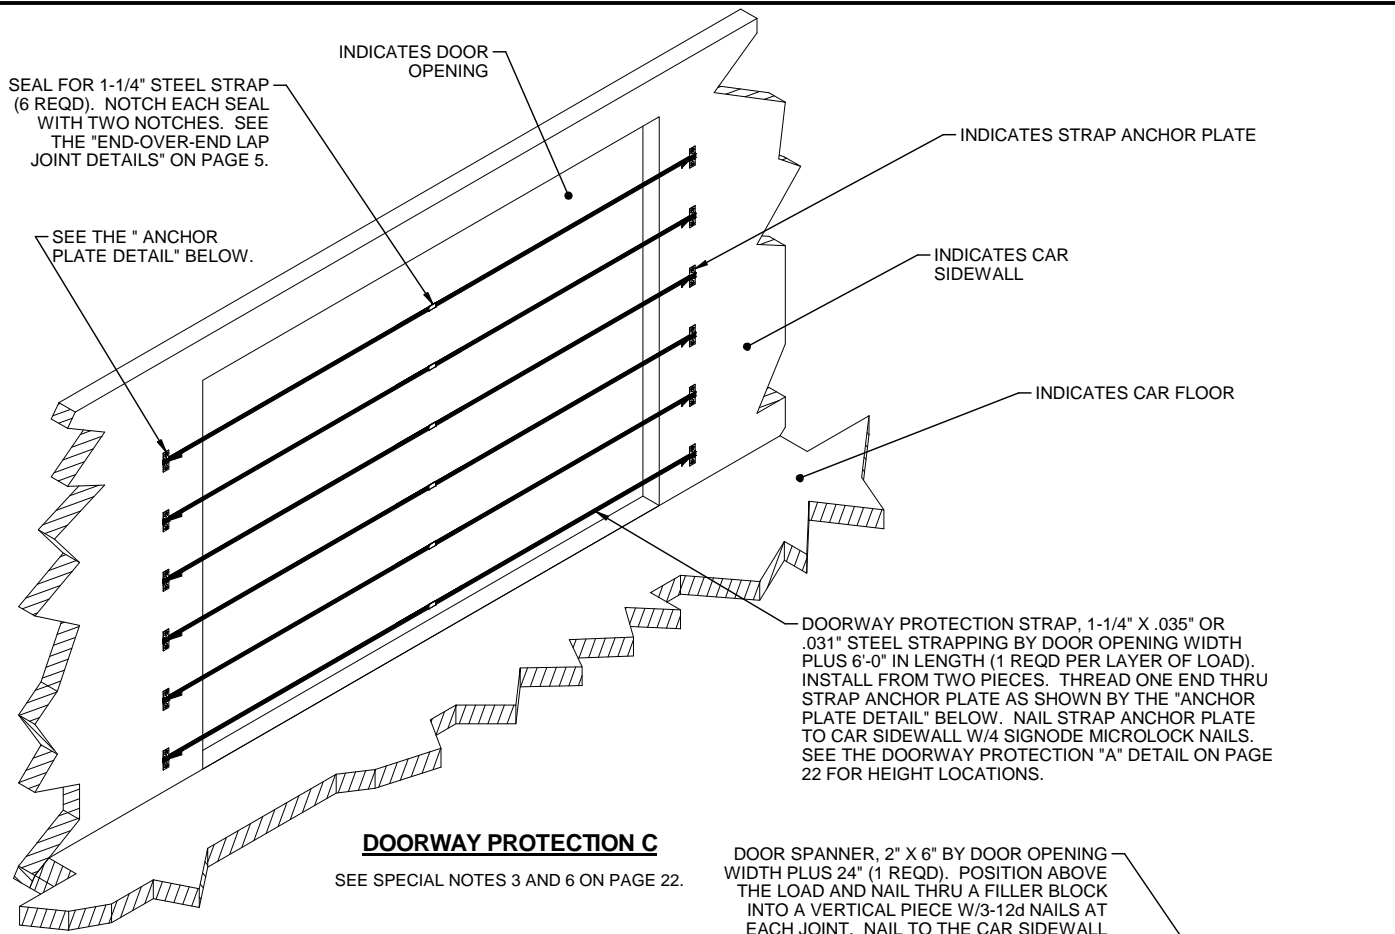 INDICATES DOOR
OPENING
SEAL FOR 1-1/4" STEEL STRAP
(6 REQD). NOTCH EACH SEAL
WITH TWO NOTCHES. SEE
THE "END-OVER-END LAP
JOINT DETAILS" ON PAGE 5.
INDICATES STRAP ANCHOR PLATE
SEE THE " ANCHOR
PLATE DETAIL" BELOW.
INDICATES CAR
SIDEWALL
INDICATES CAR FLOOR
DOORWAY PROTECTION STRAP, 1-1/4" X .035" OR
.031" STEEL STRAPPING BY DOOR OPENING WIDTH
PLUS 6'-0" IN LENGTH (1 REQD PER LAYER OF LOAD).
INSTALL FROM TWO PIECES. THREAD ONE END THRU
STRAP ANCHOR PLATE AS SHOWN BY THE "ANCHOR
PLATE DETAIL" BELOW. NAIL STRAP ANCHOR PLATE
TO CAR SIDEWALL W/4 SIGNODE MICROLOCK NAILS.
SEE THE DOORWAY PROTECTION "A" DETAIL ON PAGE
22 FOR HEIGHT LOCATIONS.
DOORWAY PROTECTION C
SEE SPECIAL NOTES 3 AND 6 ON PAGE 22.
DOOR SPANNER, 2" X 6" BY DOOR OPENING
WIDTH PLUS 24" (1 REQD). POSITION ABOVE
THE LOAD AND NAIL THRU A FILLER BLOCK
INTO A VERTICAL PIECE W/3-12d NAILS AT
EACH JOINT. NAIL TO THE CAR SIDEWALL